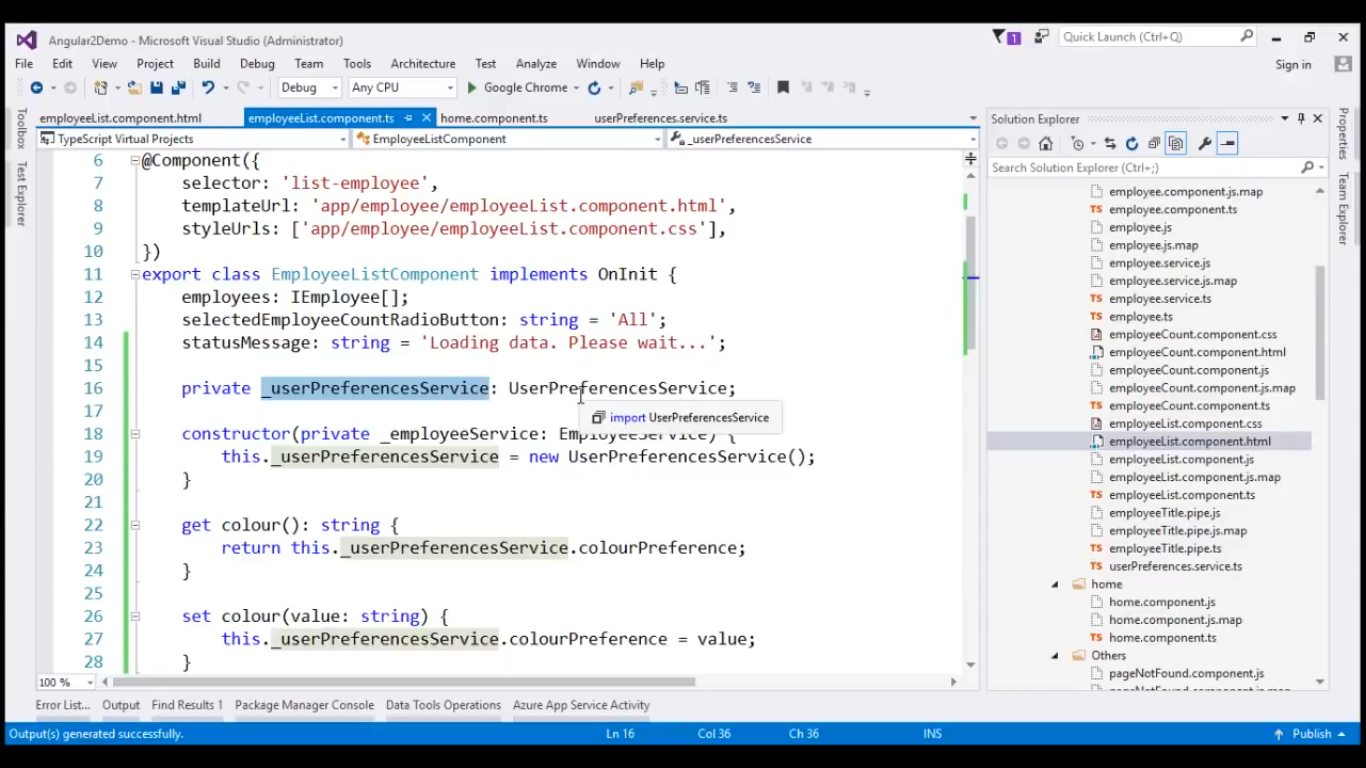 Angular2Demo - Microsoft Visual Studio (Administrator)
1
Quick Launch (Ctrl+Q)
File Edit View Project Build Debug Team Tools Architecture Test Analyze Window Help
Sign in
Debug Any CPU Google Chrome
Toolbox
Test Explorer
employeeList.component.html employeeList.component.ts home.component.ts userPreferences.service.ts
TypeScript Virtual Projects EmployeeListComponent _userPreferencesService
6 @Component({
7 selector: 'list-employee',
8 templateUrl: 'app/employee/employeeList.component.html',
9 styleUrls: ['app/employee/employeeList.component.css'],
10 })
11 export class EmployeeListComponent implements OnInit {
12 employees: IEmployee[];
13 selectedEmployeeCountRadioButton: string = 'All';
14 statusMessage: string = 'Loading data. Please wait...';
15
16 private _userPreferencesService: UserPreferencesService;
17
import UserPreferencesService
18 constructor(private _employeeService: EmployeeService) {
19 this._userPreferencesService = new UserPreferencesService();
20 }
21
22 get colour(): string {
23 return this._userPreferencesService.colourPreference;
24 }
25
26 set colour(value: string) {
27 this._userPreferencesService.colourPreference = value;
28 }
100 %
Solution Explorer
Search Solution Explorer (Ctrl+;)
employee.component.js.map
TS employee.component.ts
employee.js
employee.js.map
employee.service.js
employee.service.js.map
TS employee.service.ts
TS employee.ts
employeeCount.component.css
employeeCount.component.html
employeeCount.component.js
employeeCount.component.js.map
TS employeeCount.component.ts
employeeList.component.css
employeeList.component.html
employeeList.component.js
employeeList.component.js.map
TS employeeList.component.ts
employeeTitle.pipe.js
employeeTitle.pipe.js.map
TS employeeTitle.pipe.ts
TS userPreferences.service.ts
home
home.component.js
home.component.js.map
TS home.component.ts
Others
pageNotFound.component.js
Properties
Team Explorer
Error List... Output Find Results 1 Package Manager Console Data Tools Operations Azure App Service Activity
Output(s) generated successfully. Ln 16 Col 36 Ch 36 INS Publish